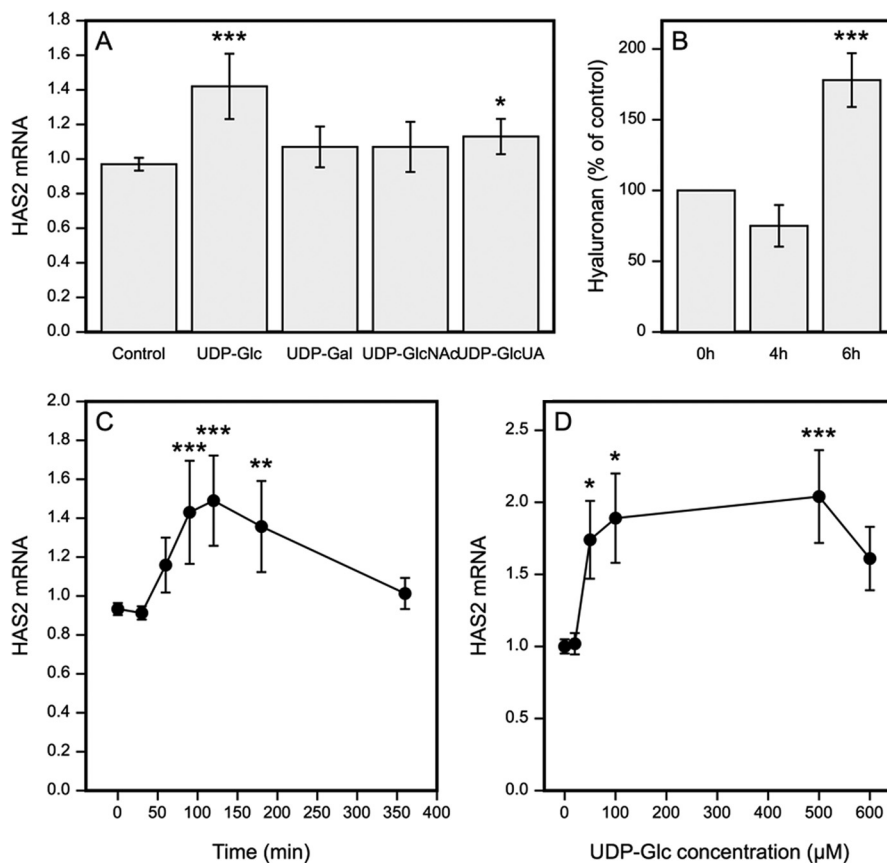 A
***
*
1.8
1.6
1.4
1.2
1.0
0.8
0.6
0.4
0.2
0.0
HAS2 mRNA
Control UDP-Glc UDP-Gal UDP-GlcNAc UDP-GlcUA
B
***
200
150
100
50
0
Hyaluronan (% of control)
0h 4h 6h
C
***
***
**
2.0
1.8
1.6
1.4
1.2
1.0
0.8
0.6
0.4
0.2
0.0
HAS2 mRNA
0 50 100 150 200 250 300 350 400
Time (min)
D
*
*
***
2.5
2.0
1.5
1.0
0.5
0.0
HAS2 mRNA
0 100 200 300 400 500 600
UDP-Glc concentration (µM)